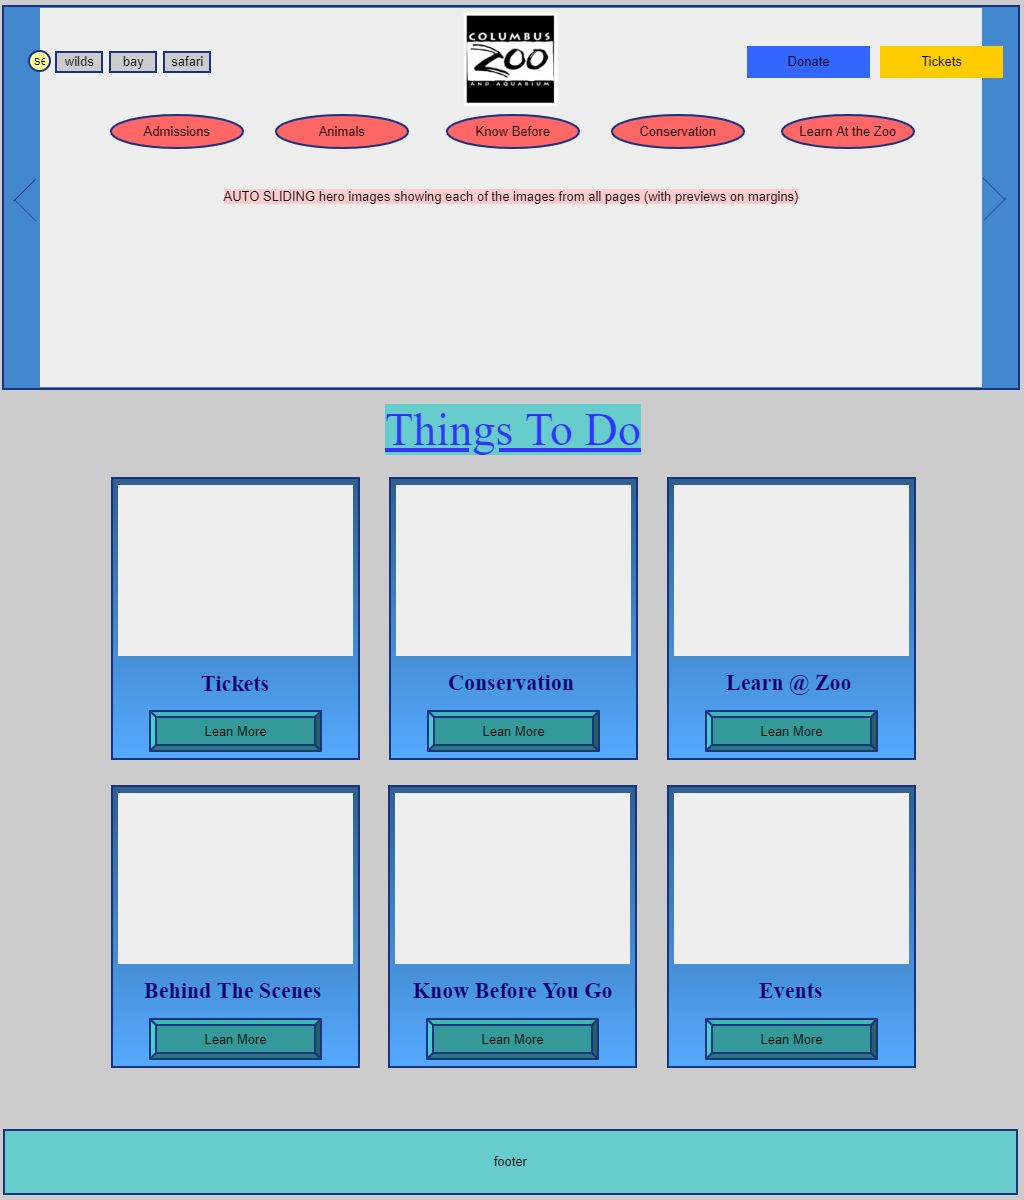 COLUMBUS
ZOO
AND AQUARIUM
se
wilds
bay
safari
Donate
Tickets
Admissions
Animals
Know Before
Conservation
Learn At the Zoo
AUTO SLIDING hero images showing each of the images from all pages (with previews on margins)
Things To Do
Tickets
Conservation
Learn @ Zoo
Lean More
Lean More
Lean More
Behind The Scenes
Know Before You Go
Events
Lean More
Lean More
Lean More
footer